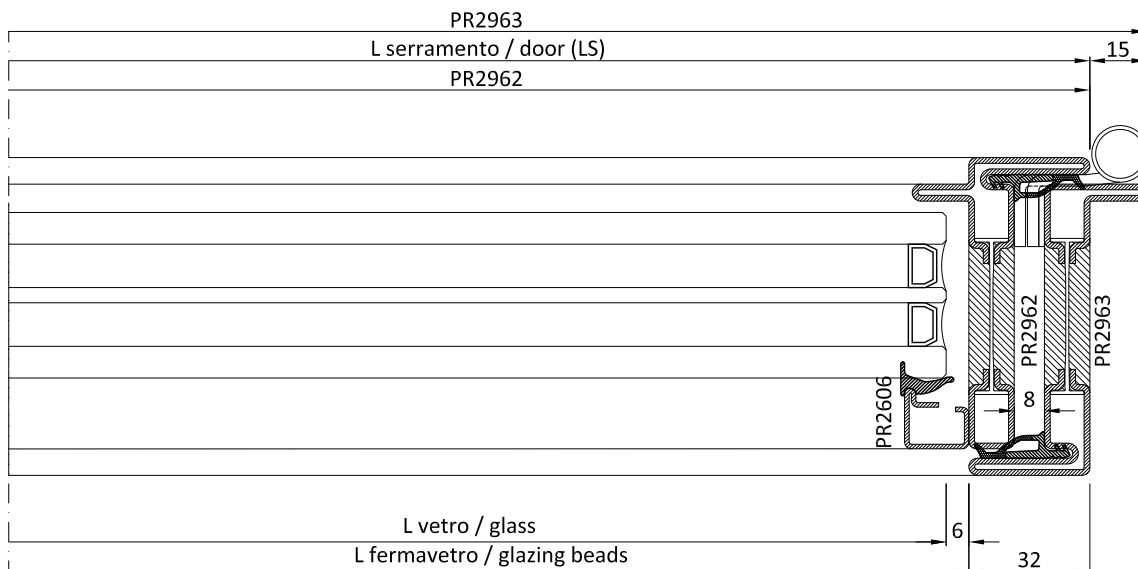 PR2963
L serramento / door (LS)
15
PR2962
PR2962
PR2963
PR2606
8
L vetro / glass
6
L fermavetro / glazing beads
32